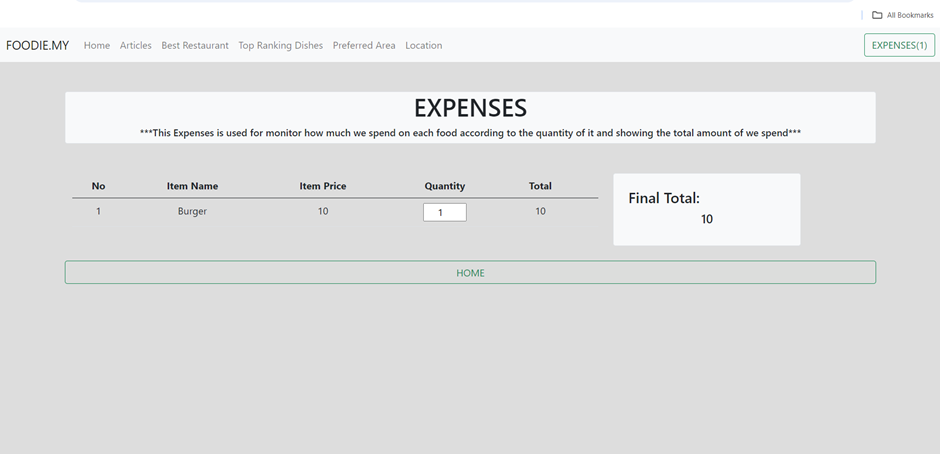 All Bookmarks
FOODIE.MY Home Articles Best Restaurant Top Ranking Dishes Preferred Area Location EXPENSES(1)
EXPENSES
***This Expenses is used for monitor how much we spend on each food according to the quantity of it and showing the total amount of we spend***
No Item Name Item Price Quantity Total
1 Burger 10 1 10
Final Total:
10
HOME